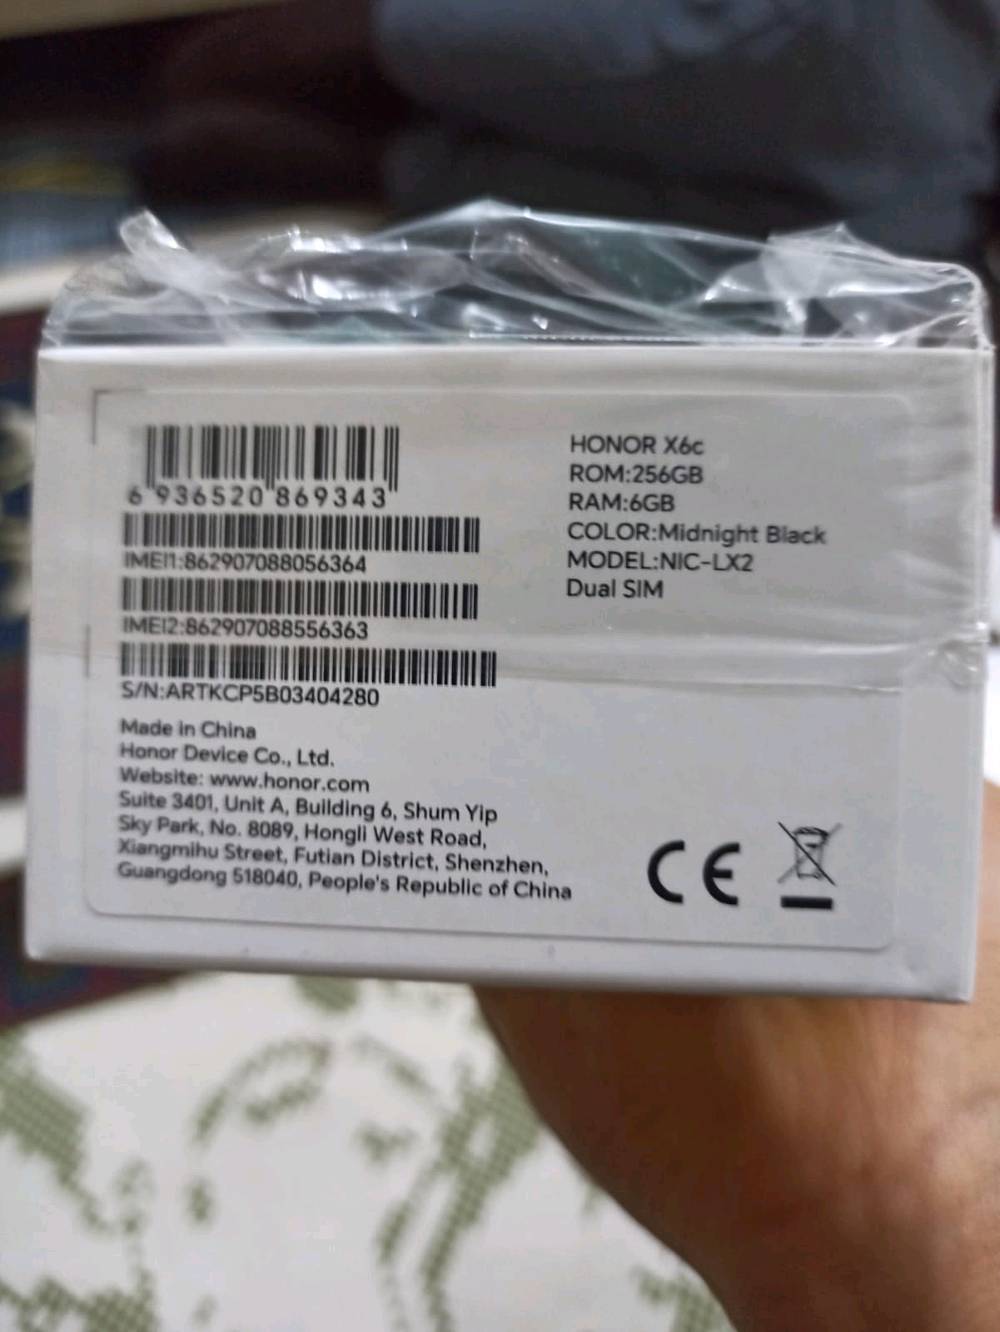 6 936520 869343
IMEI1:862907088056364
IMEI2:862907088556363
S/N:ARTKCP5B03404280
Made in China
Honor Device Co., Ltd.
Website: www.honor.com
Suite 3401, Unit A, Building 6, Shum Yip
Sky Park, No. 8089, Hongli West Road,
Xiangmihu Street, Futian District, Shenzhen,
Guangdong 518040, People's Republic of China
HONOR X6c
ROM:256GB
RAM:6GB
COLOR:Midnight Black
MODEL:NIC-LX2
Dual SIM
CE